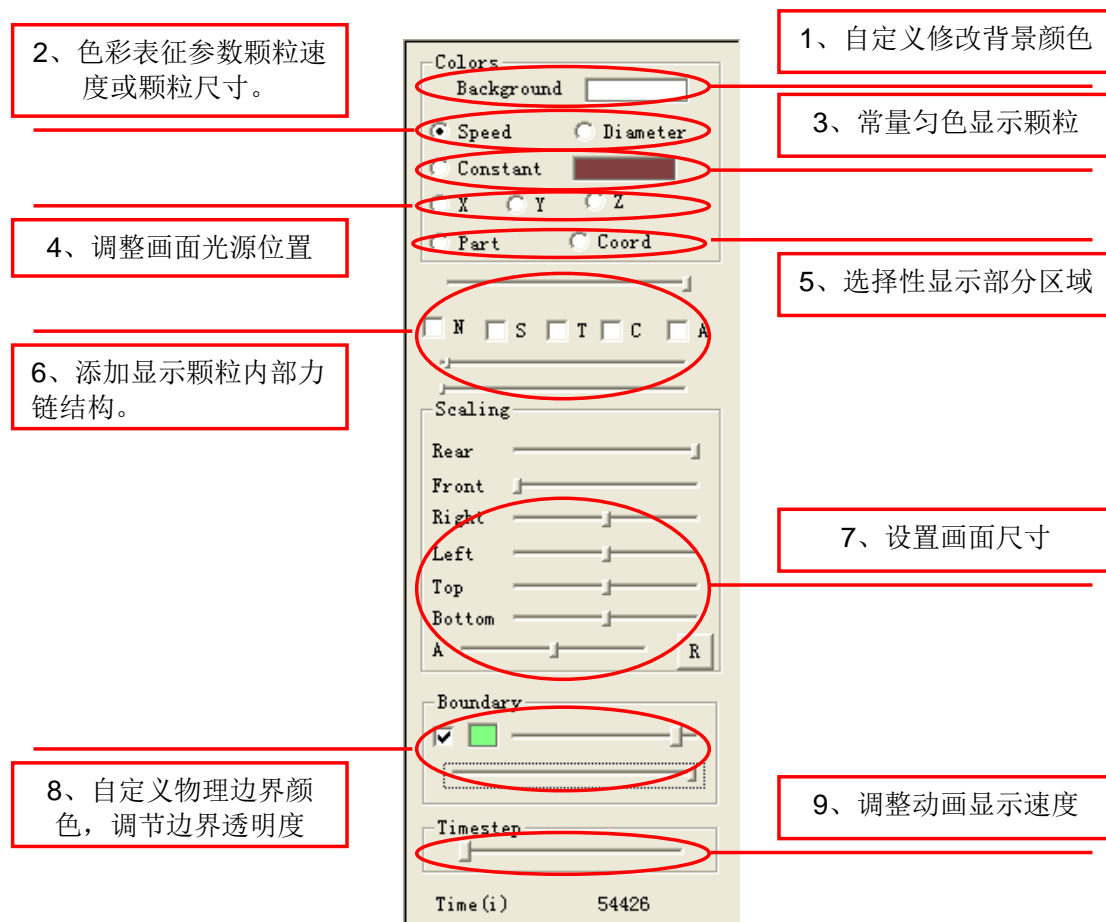 1、自定义修改背景颜色
2、色彩表征参数颗粒速
度或颗粒尺寸。
3、常量匀色显示颗粒
4、调整画面光源位置
5、选择性显示部分区域
6、添加显示颗粒内部力
链结构。
7、设置画面尺寸
8、自定义物理边界颜
色，调节边界透明度
9、调整动画显示速度
Colors
Background
Speed Diameter
Constant
X Y Z
Part Coord
N S T C A
Scaling
Rear
Front
Right
Left
Top
Bottom
A R
Boundary
Timestep
Time(i) 54426